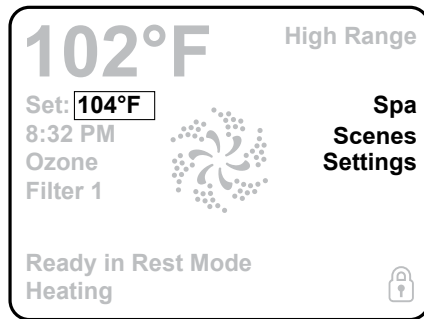 102°F
High Range
Set: 104°F
Spa
8:32 PM
Scenes
Ozone
Settings
Filter 1
Ready in Rest Mode
Heating